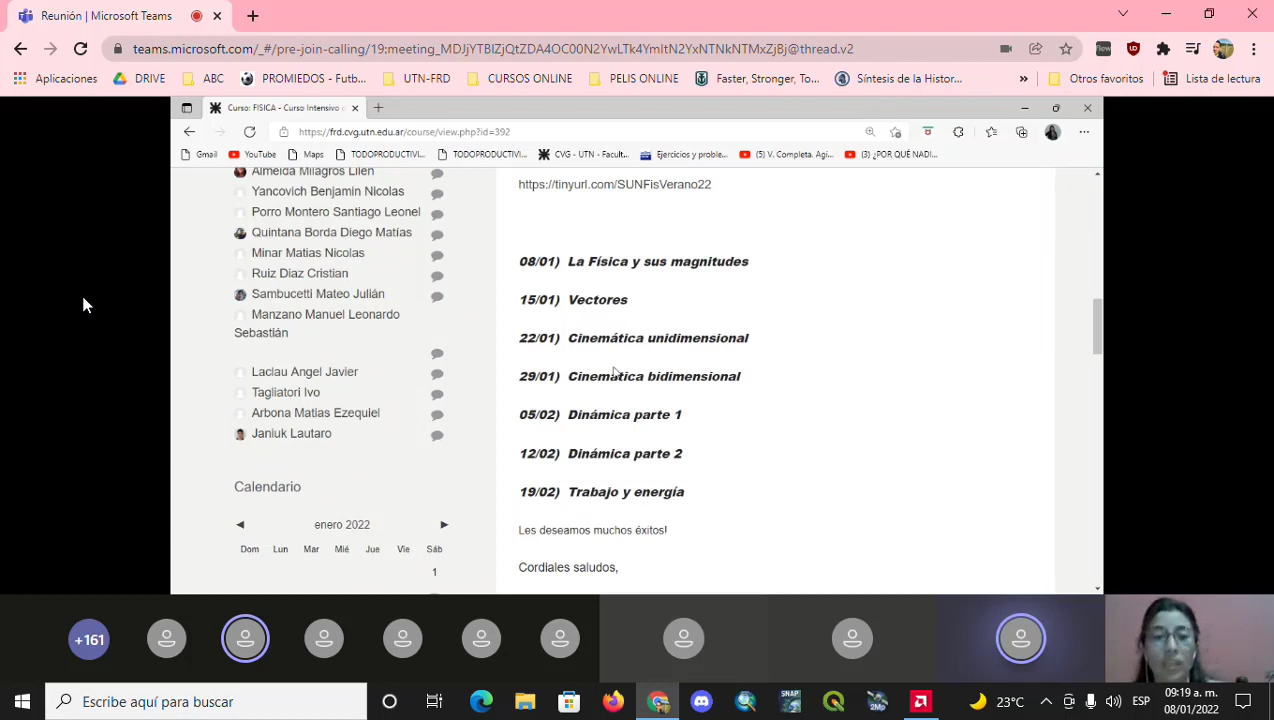 Reunión | Microsoft Teams
teams.microsoft.com/_#/pre-join-calling/19:meeting_MDJjYTBlZjQtZDA4OC00N2YwLTk4YmItN2YxNTNkNTMxZjBj@thread.v2
Aplicaciones DRIVE ABC PROMIEDOS - Futb... UTN-FRD CURSOS ONLINE PELIS ONLINE Faster, Stronger, To... Síntesis de la Histor... » Otros favoritos Lista de lectura
Curso: FISICA - Curso Intensivo
https://frd.cvg.utn.edu.ar/course/view.php?id=392
Gmail YouTube Maps TODOPRODUCTIVI... TODOPRODUCTIVI... CVG - UTN - Facult... Ejercicios y proble... (5) V. Completa. Agi... (3) ¿POR QUÉ NADI...
Almeida Milagros Lilen
Yancovich Benjamin Nicolas
Porro Montero Santiago Leonel
Quintana Borda Diego Matías
Minar Matias Nicolas
Ruiz Diaz Cristian
Sambucetti Mateo Julián
Manzano Manuel Leonardo
Sebastián
Laclau Angel Javier
Tagliatori Ivo
Arbona Matias Ezequiel
Janiuk Lautaro
Calendario
enero 2022
Dom Lun Mar Mié Jue Vie Sáb
1
https://tinyurl.com/SUNFisVerano22
08/01) La Física y sus magnitudes
15/01) Vectores
22/01) Cinemática unidimensional
29/01) Cinematica bidimensional
05/02) Dinámica parte 1
12/02) Dinámica parte 2
19/02) Trabajo y energía
Les deseamos muchos éxitos!
Cordiales saludos,
+161
Escribe aquí para buscar
SNAP
2Mp
23°C
ESP
09:19 a. m.
08/01/2022